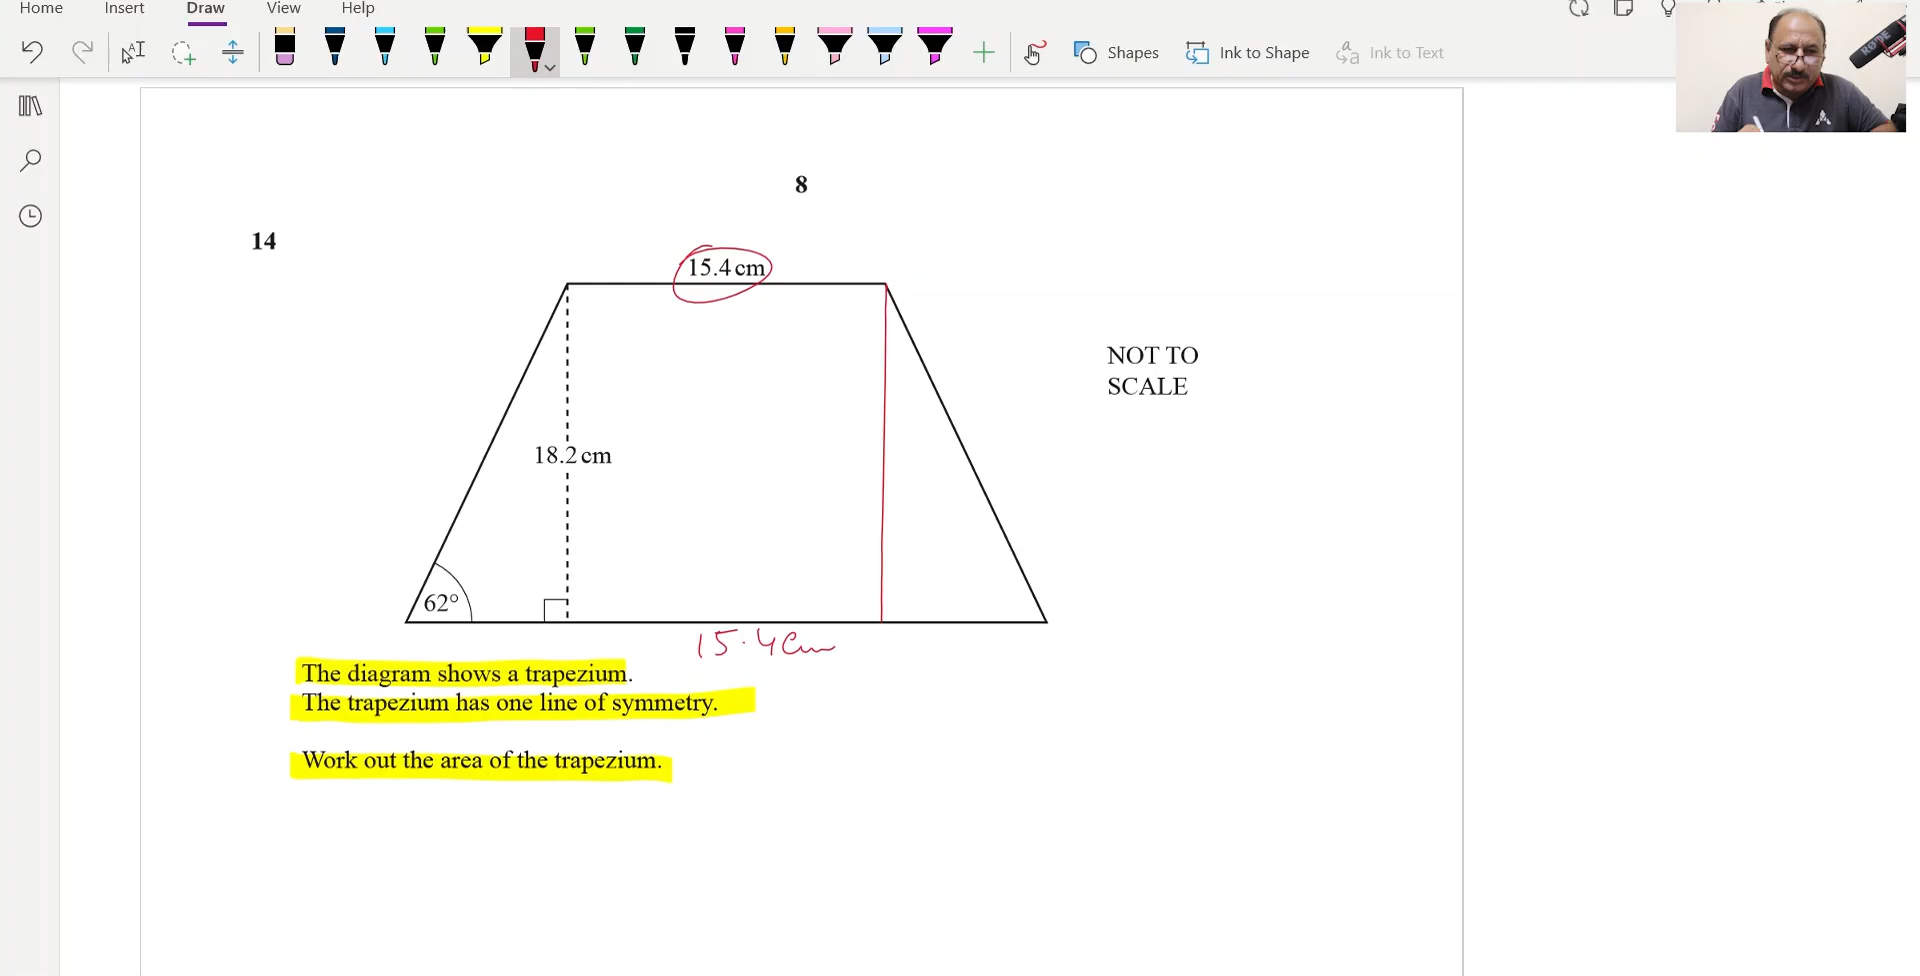 Home Insert Draw View Help
Shapes Ink to Shape Ink to Text
RØDE
8
14
15.4 cm
NOT TO
SCALE
18.2 cm
62°
15.4cm
The diagram shows a trapezium.
The trapezium has one line of symmetry.
Work out the area of the trapezium.